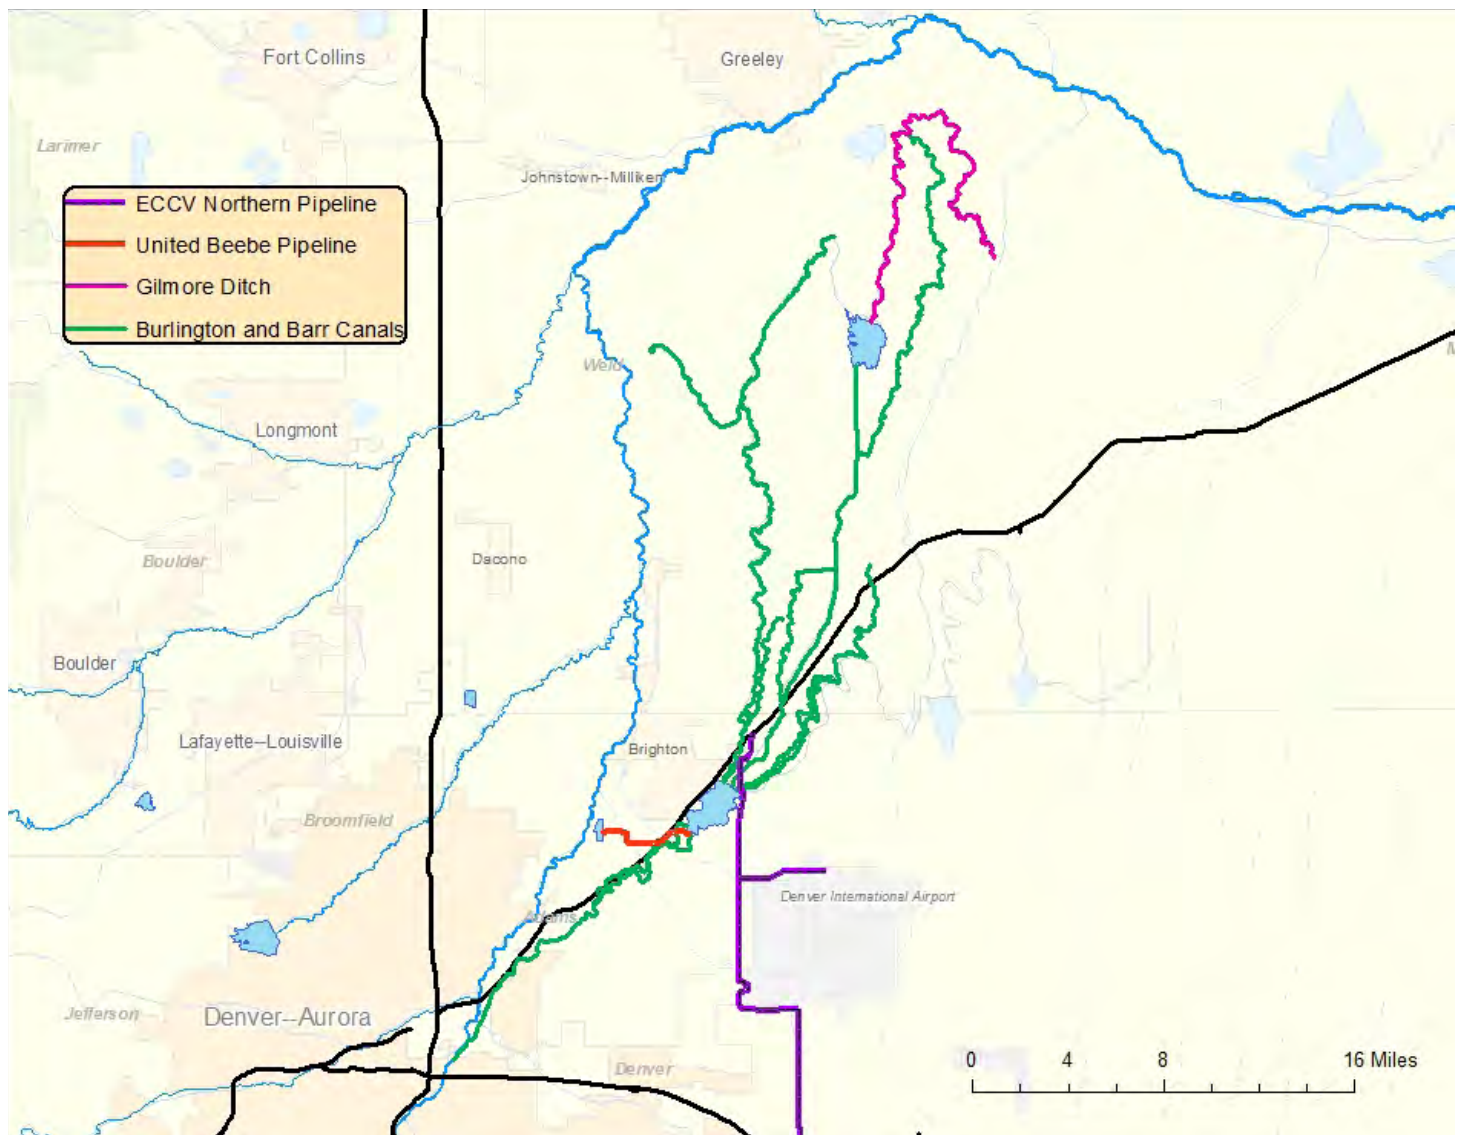 Fort Collins
Greeley
Larimer
Johnstown--Milliken
ECCV Northern Pipeline
United Beebe Pipeline
Gilmore Ditch
Burlington and Barr Canals
Weld
Longmont
Boulder
Dacono
Boulder
Lafayette--Louisville
Brighton
Broomfield
Denver International Airport
Adams
Jefferson
Denver--Aurora
Denver
0 4 8 16 Miles